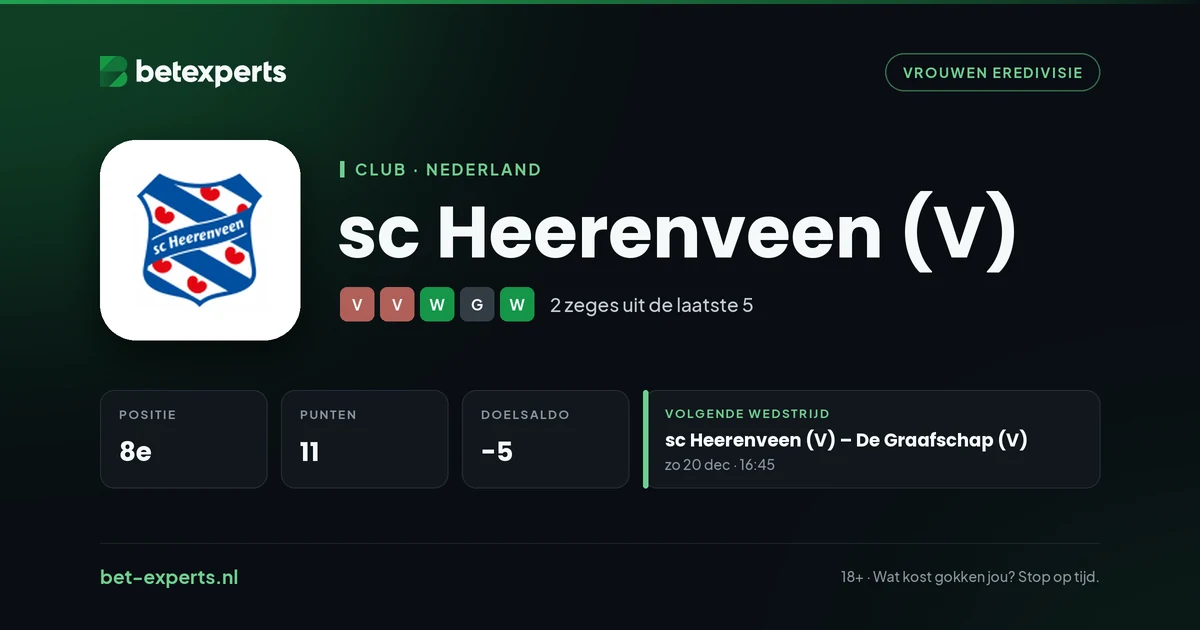 betexperts
VROUWEN EREDIVISIE
sc Heerenveen
CLUB · NEDERLAND
sc Heerenveen (V)
V V W G W 2 zeges uit de laatste 5
POSITIE
8e
PUNTEN
11
DOELSALDO
-5
VOLGENDE WEDSTRIJD
sc Heerenveen (V) – De Graafschap (V)
zo 20 dec · 16:45
bet-experts.nl
18+ · Wat kost gokken jou? Stop op tijd.